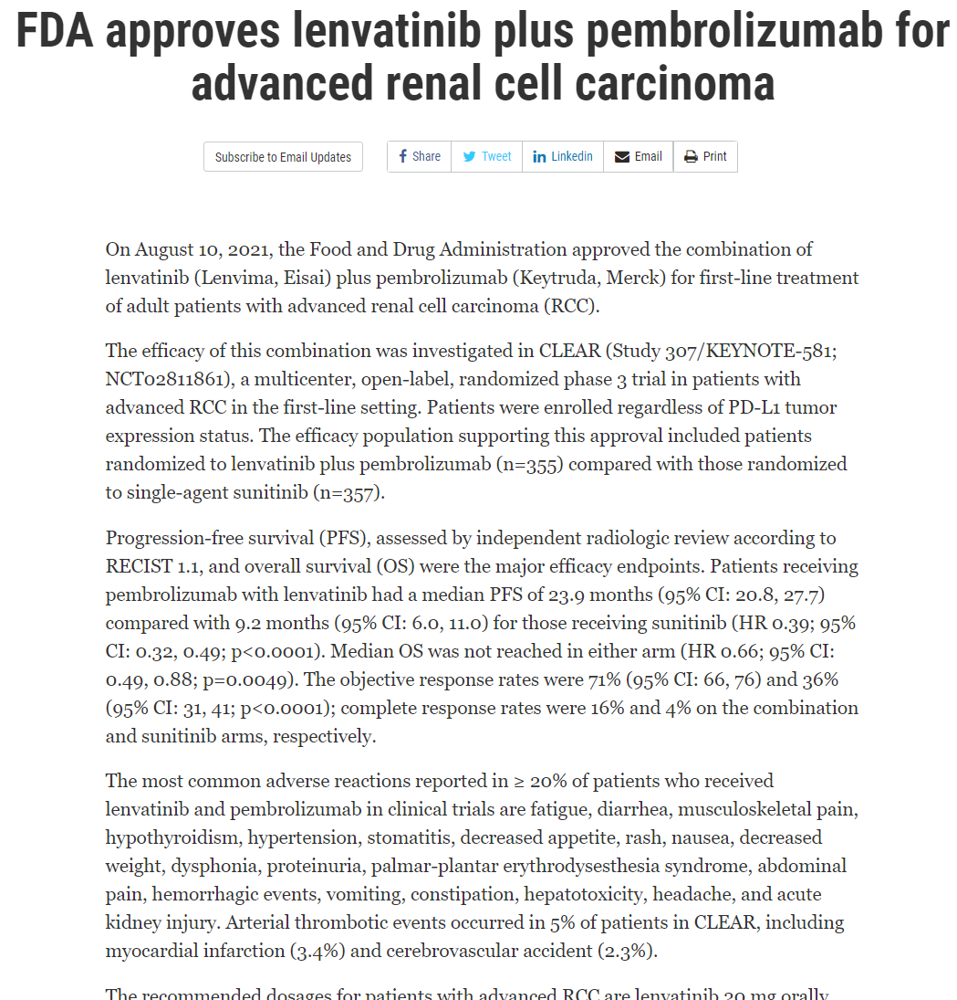 FDA approves lenvatinib plus pembrolizumab for
advanced renal cell carcinoma
Subscribe to Email Updates
Share
Tweet
Linkedin
Email
Print
On August 10, 2021, the Food and Drug Administration approved the combination of
lenvatinib (Lenvima, Eisai) plus pembrolizumab (Keytruda, Merck) for first-line treatment
of adult patients with advanced renal cell carcinoma (RCC).
The efficacy of this combination was investigated in CLEAR (Study 307/KEYNOTE-581;
NCT02811861), a multicenter, open-label, randomized phase 3 trial in patients with
advanced RCC in the first-line setting. Patients were enrolled regardless of PD-L1 tumor
expression status. The efficacy population supporting this approval included patients
randomized to lenvatinib plus pembrolizumab (n=355) compared with those randomized
to single-agent sunitinib (n=357).
Progression-free survival (PFS), assessed by independent radiologic review according to
RECIST 1.1, and overall survival (OS) were the major efficacy endpoints. Patients receiving
pembrolizumab with lenvatinib had a median PFS of 23.9 months (95% CI: 20.8, 27.7)
compared with 9.2 months (95% CI: 6.0, 11.0) for those receiving sunitinib (HR 0.39; 95%
CI: 0.32, 0.49; p<0.0001). Median OS was not reached in either arm (HR 0.66; 95% CI:
0.49, 0.88; p=0.0049). The objective response rates were 71% (95% CI: 66, 76) and 36%
(95% CI: 31, 41; p<0.0001); complete response rates were 16% and 4% on the combination
and sunitinib arms, respectively.
The most common adverse reactions reported in ≥ 20% of patients who received
lenvatinib and pembrolizumab in clinical trials are fatigue, diarrhea, musculoskeletal pain,
hypothyroidism, hypertension, stomatitis, decreased appetite, rash, nausea, decreased
weight, dysphonia, proteinuria, palmar-plantar erythrodysesthesia syndrome, abdominal
pain, hemorrhagic events, vomiting, constipation, hepatotoxicity, headache, and acute
kidney injury. Arterial thrombotic events occurred in 5% of patients in CLEAR, including
myocardial infarction (3.4%) and cerebrovascular accident (2.3%).
The recommended dosages for patients with advanced RCC are lenvatinib 20 mg orally